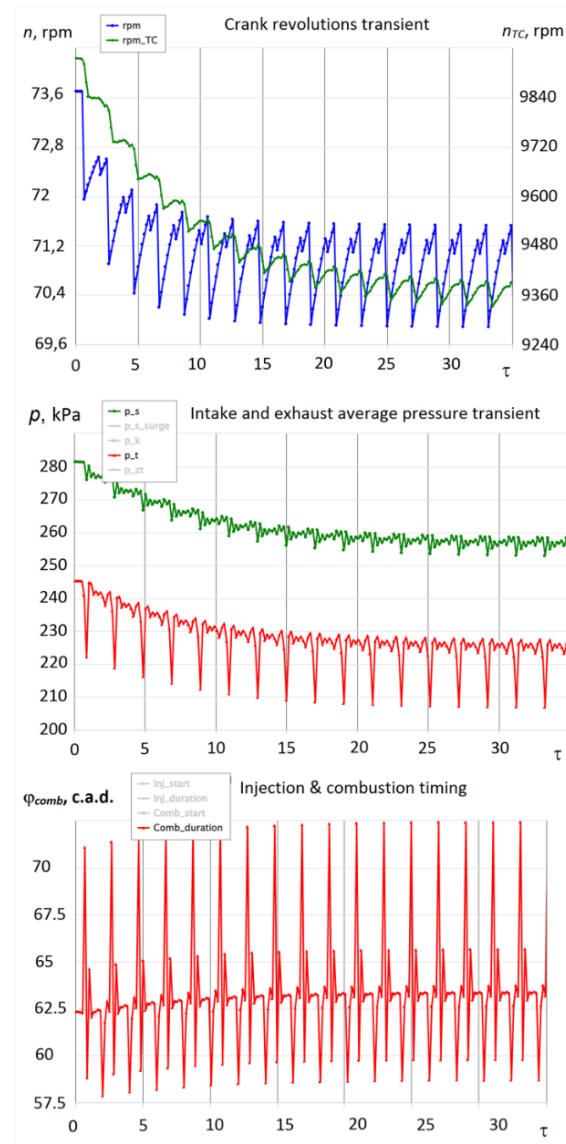 n, rpm
rpm
rpm_TC
Crank revolutions transient
n_TC, rpm
73,6
72,8
72
71,2
70,4
69,6
9840
9720
9600
9480
9360
9240
0 5 10 15 20 25 30
τ
p, kPa
p_s
p_s_surge
p_k
p_t
p_zt
Intake and exhaust average pressure transient
280
270
260
250
240
230
220
210
200
0 5 10 15 20 25 30
τ
φcomb, c.a.d.
Inj_start
Inj_duration
Comb_start
Comb_duration
Injection & combustion timing
70
67.5
65
62.5
60
57.5
0 5 10 15 20 25 30
τ